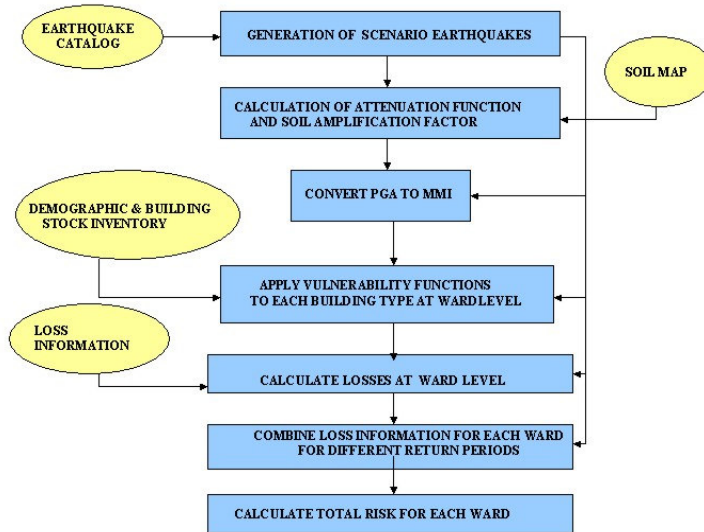 EARTHQUAKE
CATALOG
GENERATION OF SCENARIO EARTHQUAKES
SOIL MAP
CALCULATION OF ATTENUATION FUNCTION
AND SOIL AMPLIFICATION FACTOR
CONVERT PGA TO MMI
DEMOGRAPHIC & BUILDING
STOCK INVENTORY
APPLY VULNERABILITY FUNCTIONS
TO EACH BUILDING TYPE AT WARD LEVEL
LOSS
INFORMATION
CALCULATE LOSSES AT WARD LEVEL
COMBINE LOSS INFORMATION FOR EACH WARD
FOR DIFFERENT RETURN PERIODS
CALCULATE TOTAL RISK FOR EACH WARD